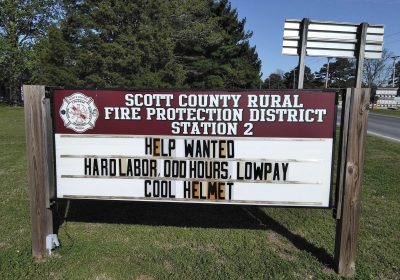 SCOTT COUNTY RURAL
FIRE PROTECTION DISTRICT
STATION 2
HELP WANTED
HARD LABOR, ODD HOURS, LOW PAY
COOL HELMET